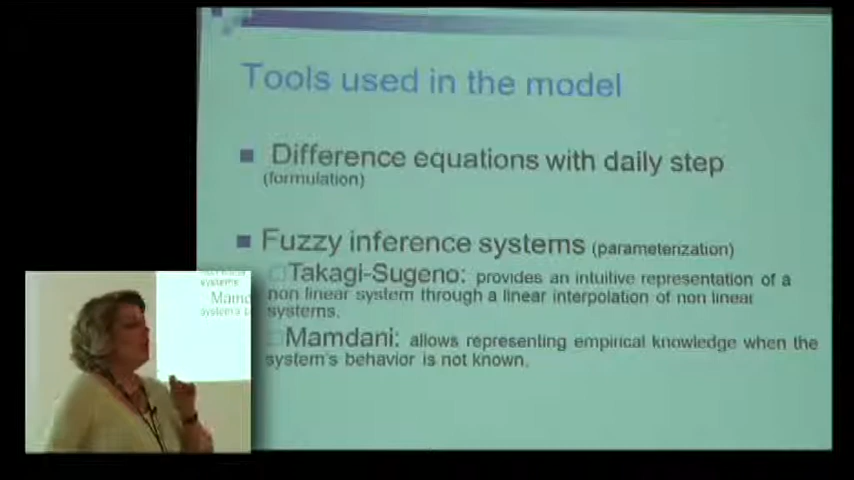 Tools used in the model
Difference equations with daily step
(formulation)
Fuzzy inference systems (parameterization)
Takagi-Sugeno: provides an intuitive representation of a
non linear system through a linear interpolation of non linear
systems.
Mamdani: allows representing empirical knowledge when the
system's behavior is not known.
systems.
Mamd